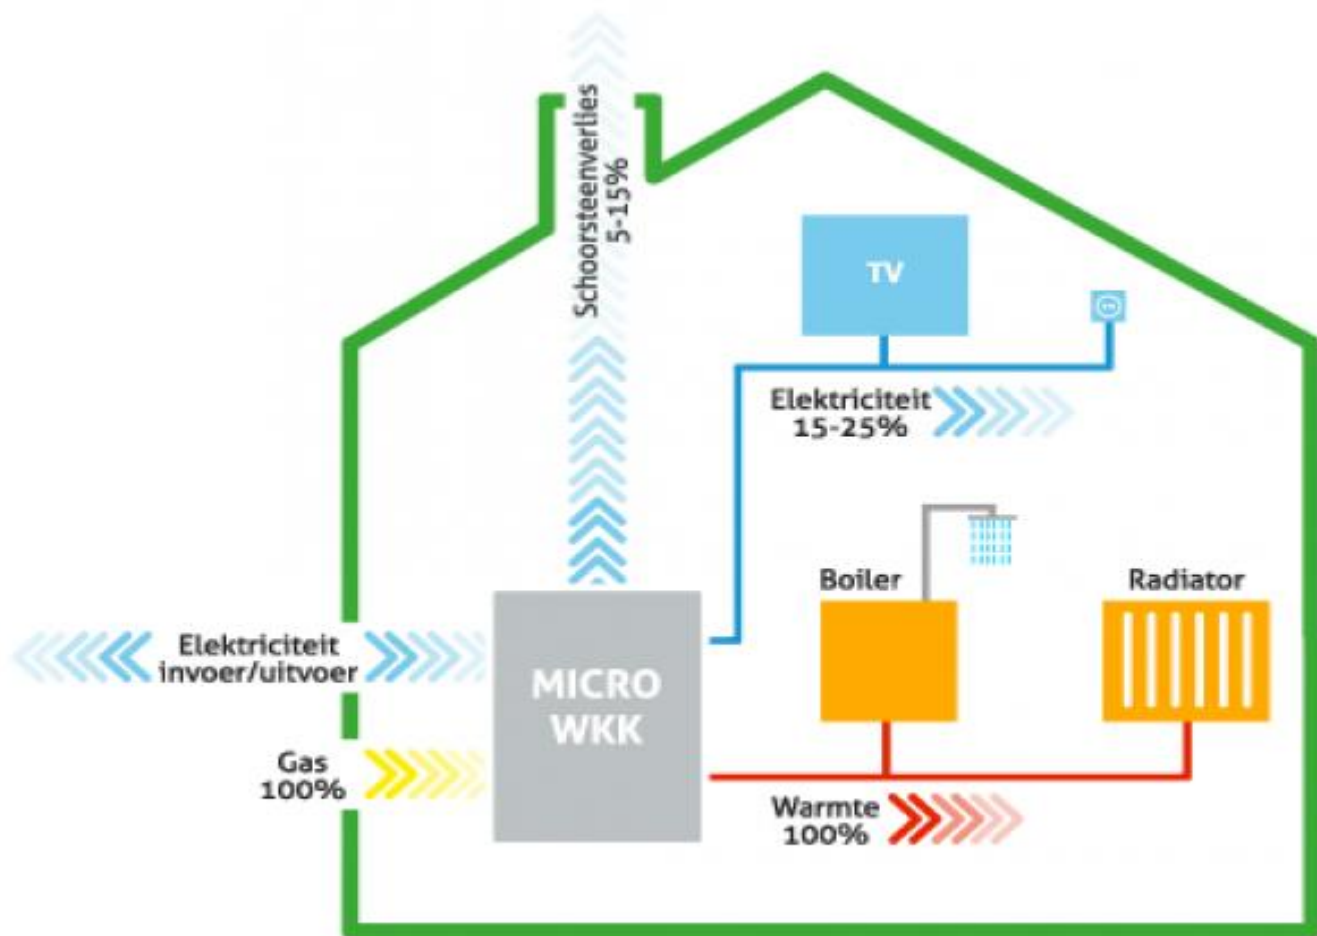 Schoorsteenverlies
5-15%
TV
Elektriciteit
15-25%
Boiler
Radiator
Elektriciteit
invoer/uitvoer
MICRO
WKK
Gas
100%
Warmte
100%